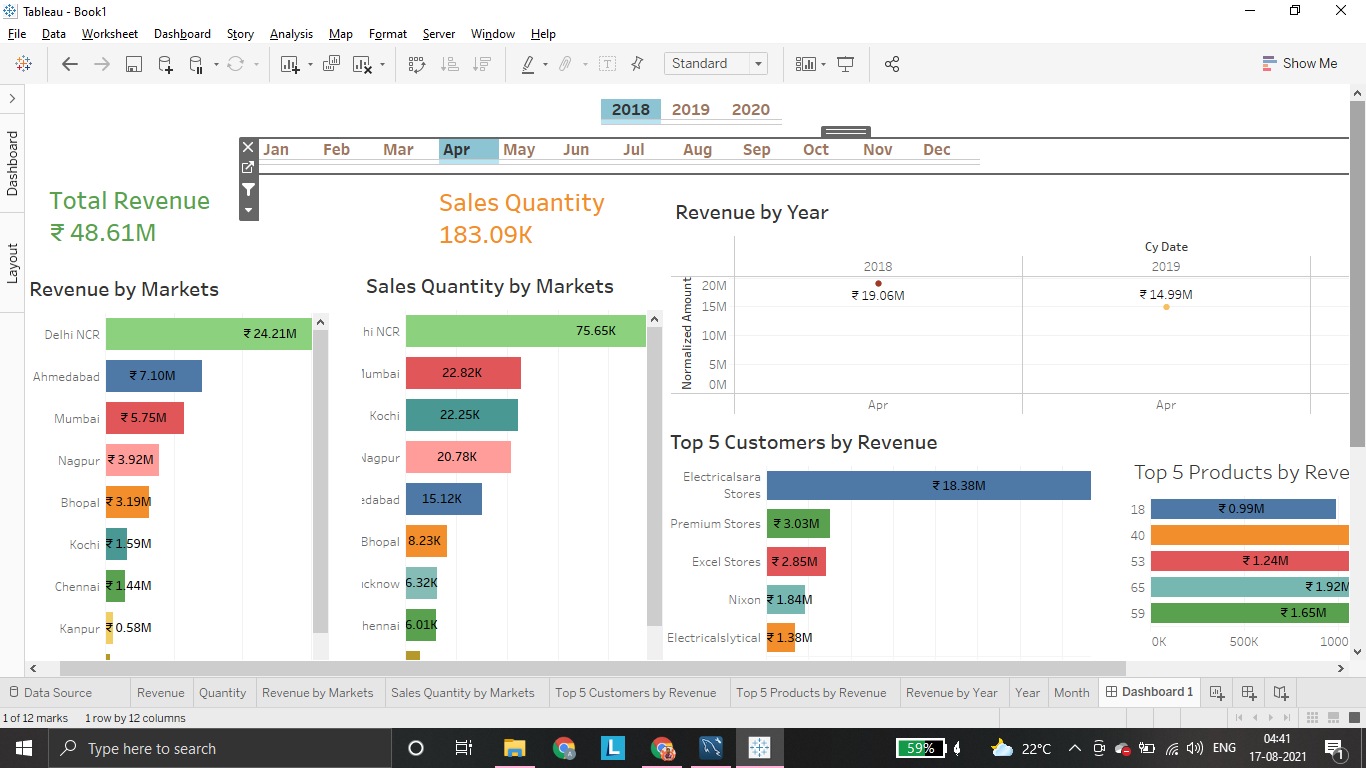 Tableau - Book1
File Data Worksheet Dashboard Story Analysis Map Format Server Window Help
Standard
Show Me
Dashboard
Layout
2018 2019 2020
Jan Feb Mar Apr May Jun Jul Aug Sep Oct Nov Dec
Total Revenue
₹ 48.61M
Sales Quantity
183.09K
Revenue by Markets
Delhi NCR ₹ 24.21M
Ahmedabad ₹ 7.10M
Mumbai ₹ 5.75M
Nagpur ₹ 3.92M
Bhopal ₹ 3.19M
Kochi ₹ 1.59M
Chennai ₹ 1.44M
Kanpur ₹ 0.58M
Sales Quantity by Markets
hi NCR 75.65K
umbai 22.82K
Kochi 22.25K
agpur 20.78K
edabad 15.12K
Bhopal 8.23K
cknow 6.32K
hennai 6.01K
Revenue by Year
Cy Date
2018 2019
Normalized Amount
20M
15M
10M
5M
0M
₹ 19.06M
₹ 14.99M
Apr Apr
Top 5 Customers by Revenue
Electricalsara
Stores ₹ 18.38M
Premium Stores ₹ 3.03M
Excel Stores ₹ 2.85M
Nixon ₹ 1.84M
Electricalslytical ₹ 1.38M
Top 5 Products by Reve
18 ₹ 0.99M
40
53 ₹ 1.24M
65 ₹ 1.92M
59 ₹ 1.65M
0K 500K 1000
Data Source Revenue Quantity Revenue by Markets Sales Quantity by Markets Top 5 Customers by Revenue Top 5 Products by Revenue Revenue by Year Year Month Dashboard 1
1 of 12 marks 1 row by 12 columns
Type here to search
L
59%
22°C
ENG
04:41
17-08-2021
1